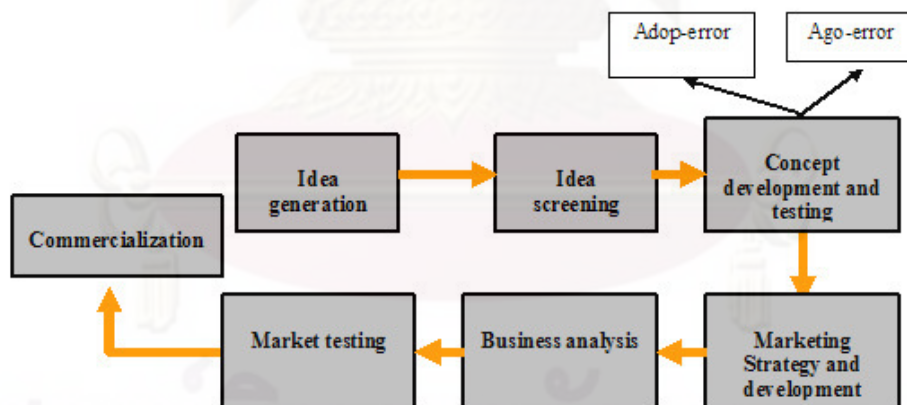 Adop-error
Ago-error
Idea
generation
Idea
screening
Concept
development and
testing
Commercialization
Market testing
Business analysis
Marketing
Strategy and
development